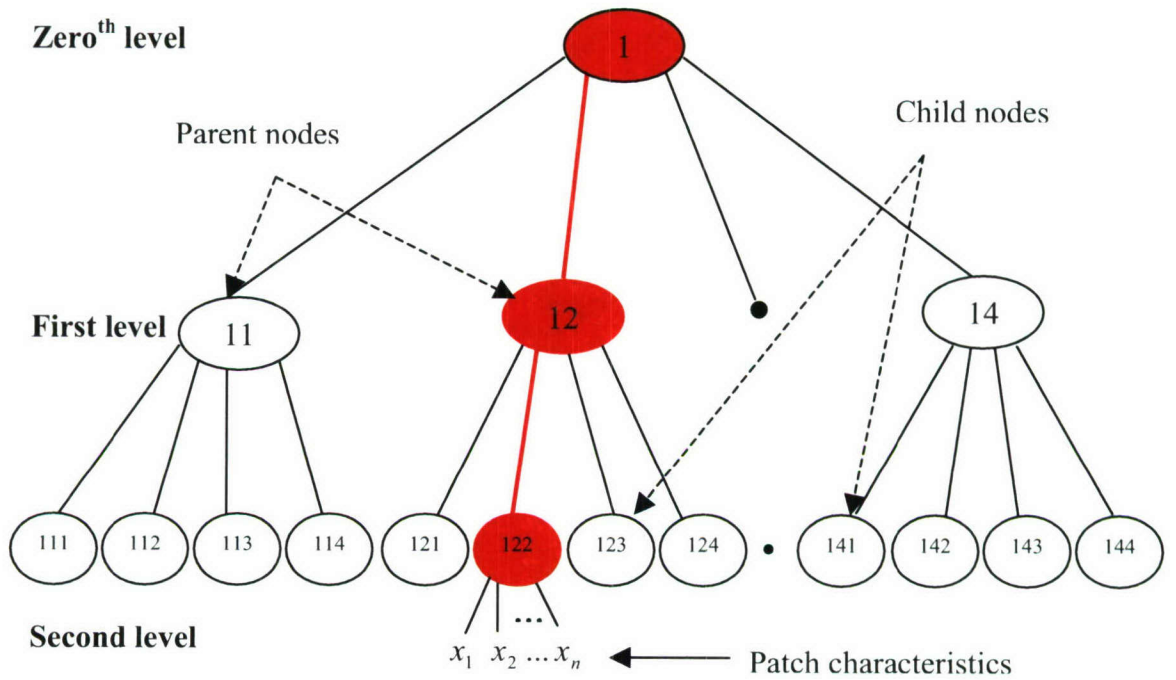 Zeroth level
1
Child nodes
Parent nodes
First level
11
12
14
111
112
113
114
121
122
123
124
141
142
143
144
...
Second level
x1 x2 ... xn
Patch characteristics